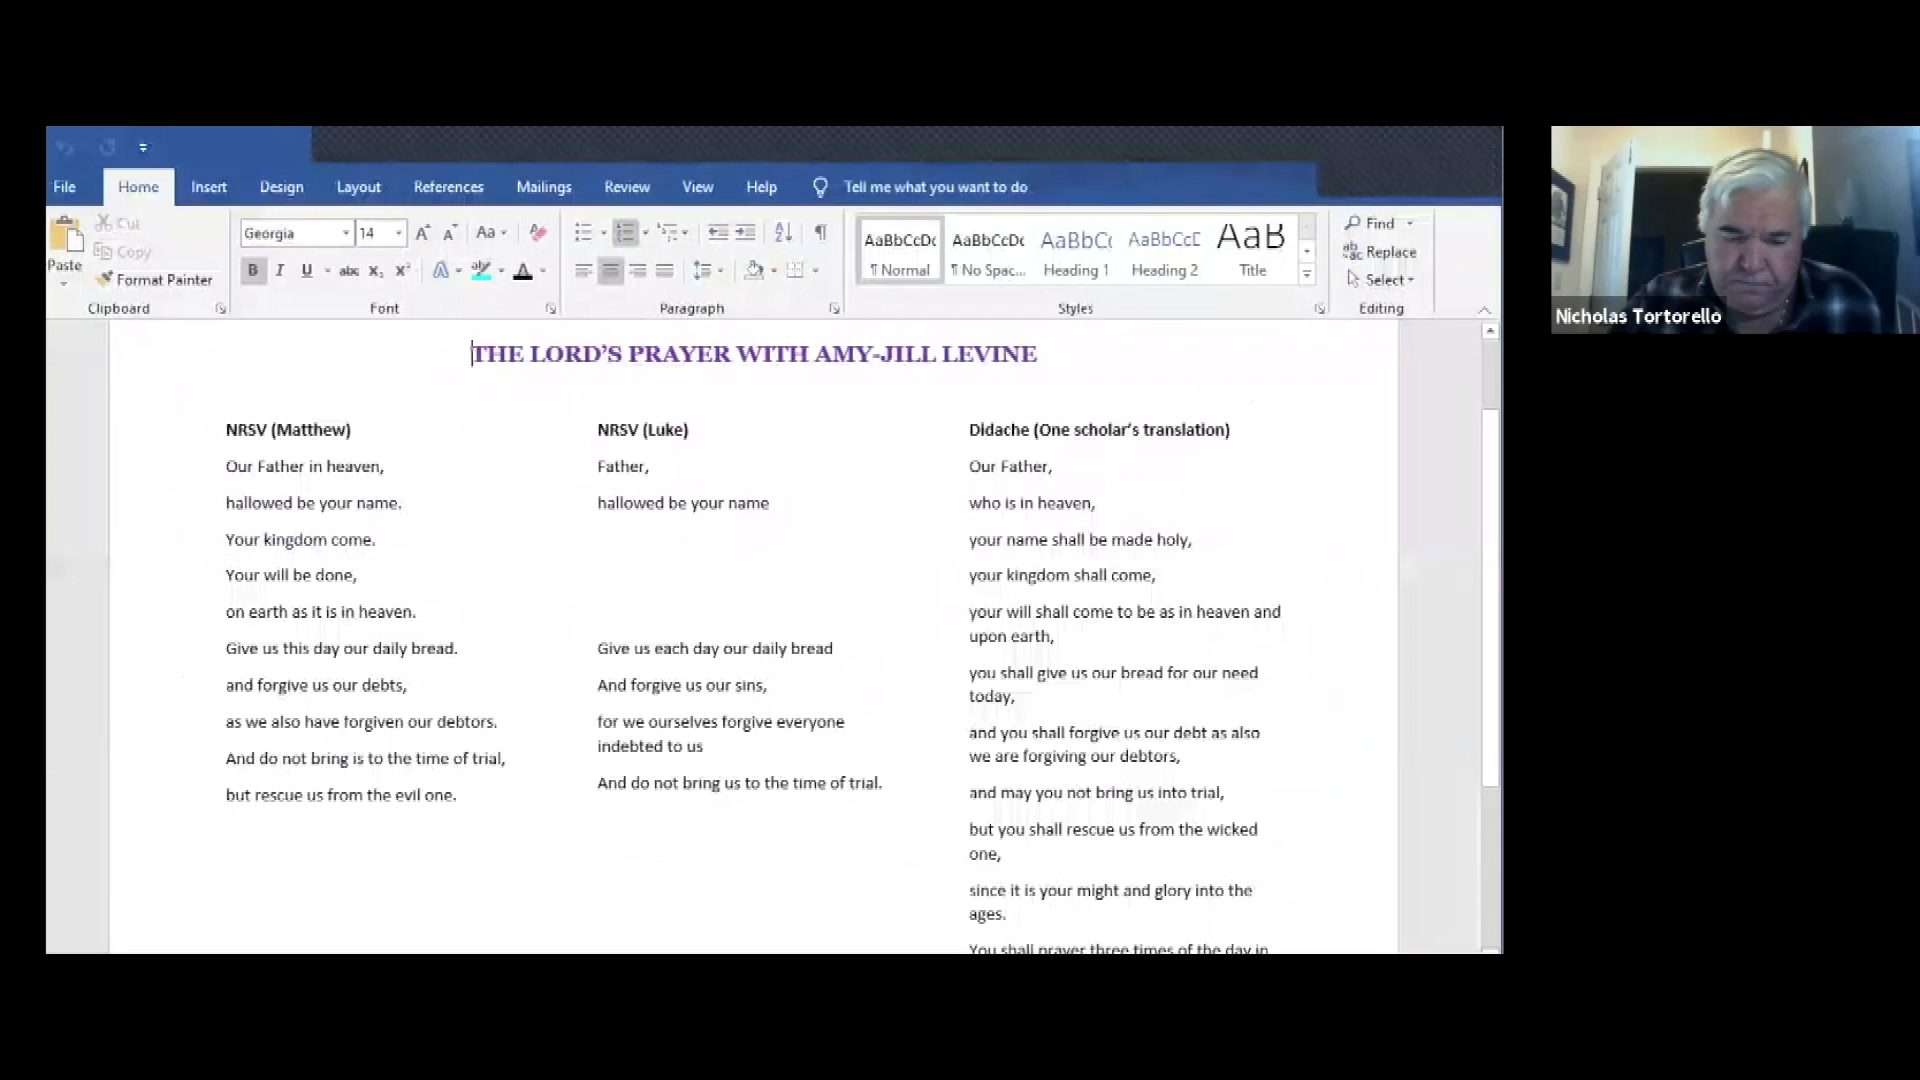 File Home Insert Design Layout References Mailings Review View Help Tell me what you want to do
Cut
Copy
Paste
Format Painter
Clipboard
Georgia 14
Font
Paragraph
AaBbCcDc AaBbCcDc AaBbC( AaBbCcD AaB
¶ Normal ¶ No Spac... Heading 1 Heading 2 Title
Styles
Find
Replace
Select
Editing
THE LORD'S PRAYER WITH AMY-JILL LEVINE
NRSV (Matthew)
Our Father in heaven,
hallowed be your name.
Your kingdom come.
Your will be done,
on earth as it is in heaven.
Give us this day our daily bread.
and forgive us our debts,
as we also have forgiven our debtors.
And do not bring is to the time of trial,
but rescue us from the evil one.
NRSV (Luke)
Father,
hallowed be your name
Give us each day our daily bread
And forgive us our sins,
for we ourselves forgive everyone
indebted to us
And do not bring us to the time of trial.
Didache (One scholar's translation)
Our Father,
who is in heaven,
your name shall be made holy,
your kingdom shall come,
your will shall come to be as in heaven and
upon earth,
you shall give us our bread for our need
today,
and you shall forgive us our debt as also
we are forgiving our debtors,
and may you not bring us into trial,
but you shall rescue us from the wicked
one,
since it is your might and glory into the
ages.
You shall prayer three times of the day in
Nicholas Tortorello